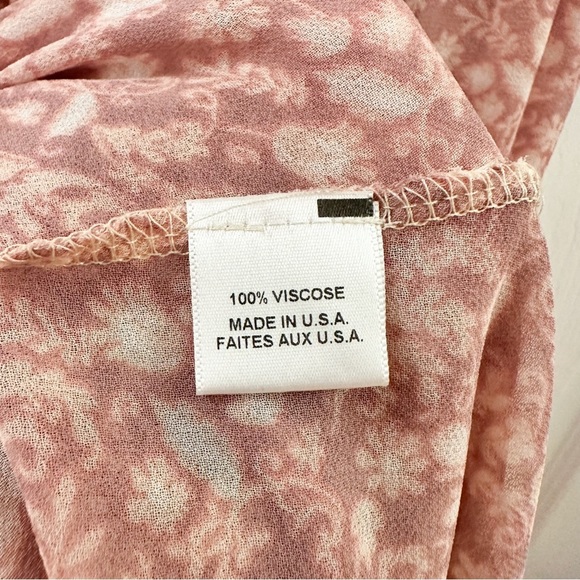 100% VISCOSE
MADE IN U.S.A.
FAITES AUX U.S.A.